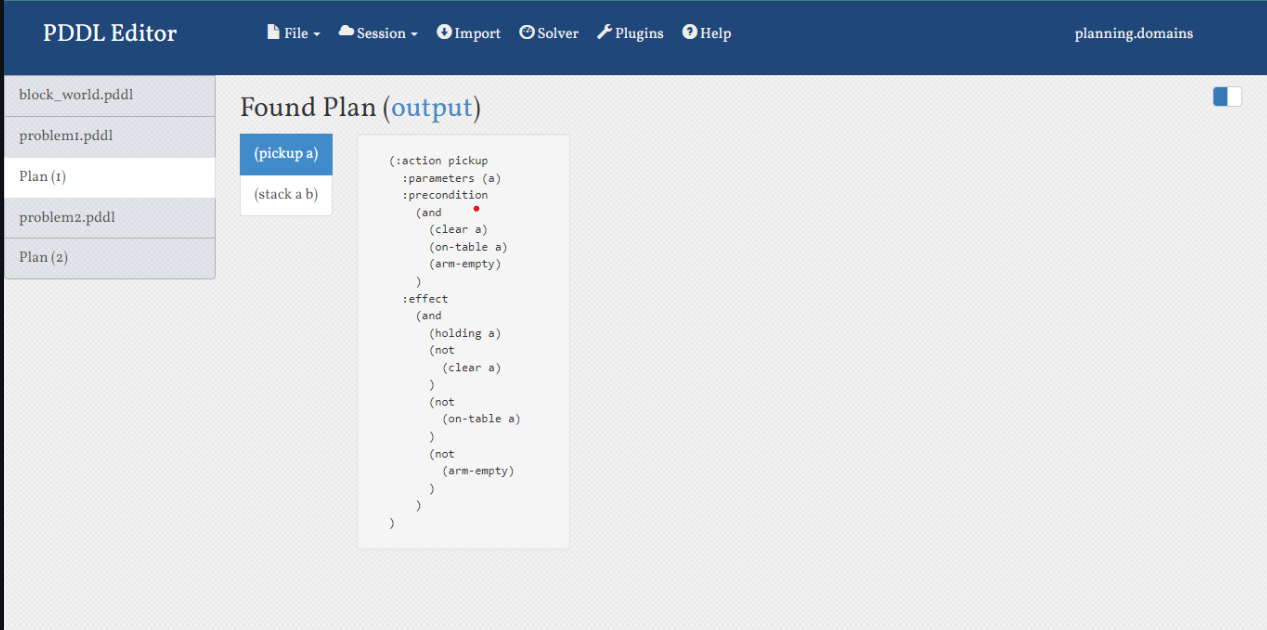 PDDL Editor
File
Session
Import
Solver
Plugins
Help
planning.domains
block_world.pddl
problem1.pddl
Plan (1)
problem2.pddl
Plan (2)
Found Plan (output)
(pickup a)
(stack a b)
(:action pickup
:parameters (a)
:precondition
(and
(clear a)
(on-table a)
(arm-empty)
)
:effect
(and
(holding a)
(not
(clear a)
)
(not
(on-table a)
)
(not
(arm-empty)
)
)
)